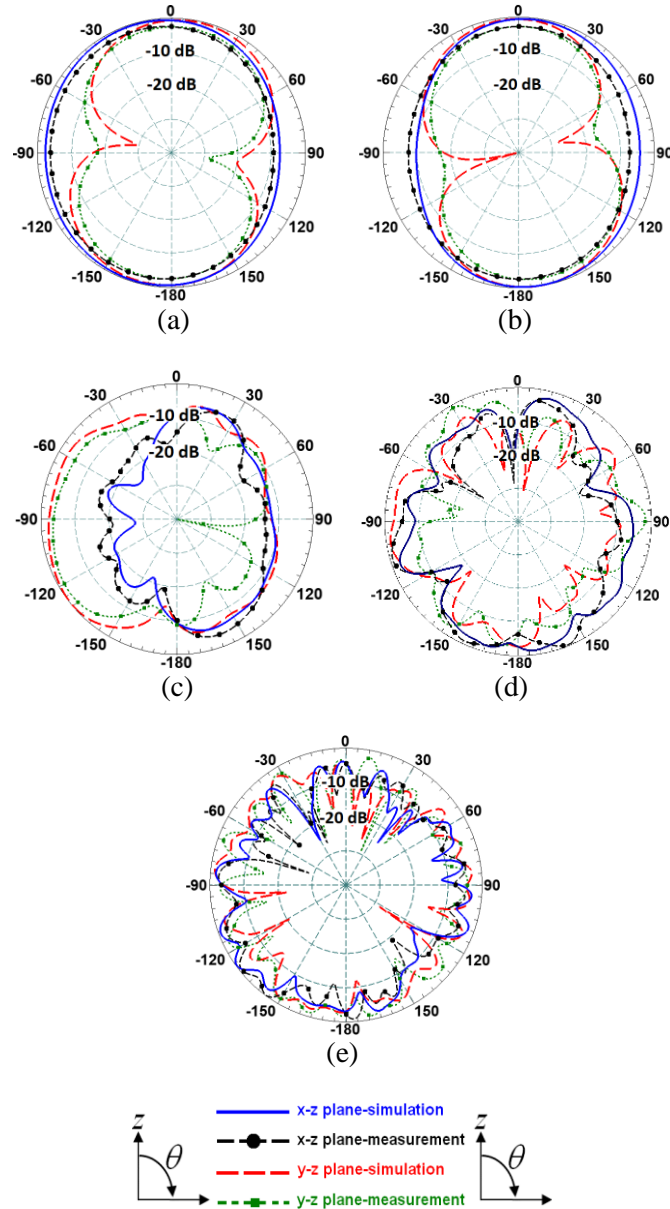 0
-30 30
-10 dB
-60 60
-20 dB
-90 90
-120 120
-150 150
-180
(a)
0
-30 30
-10 dB
-60 60
-20 dB
-90 90
-120 120
-150 150
-180
(b)
0
-30 30
-10 dB
-60 60
-20 dB
-90 90
-120 120
-150 150
-180
(c)
0
-30 30
-10 dB
-60 60
-20 dB
-90 90
-120 120
-150 150
-180
(d)
0
-30 30
-10 dB
-60 60
-20 dB
-90 90
-120 120
-150 150
-180
(e)
x-z plane-simulation
z z
x-z plane-measurement
θ θ
y-z plane-simulation
y-z plane-measurement